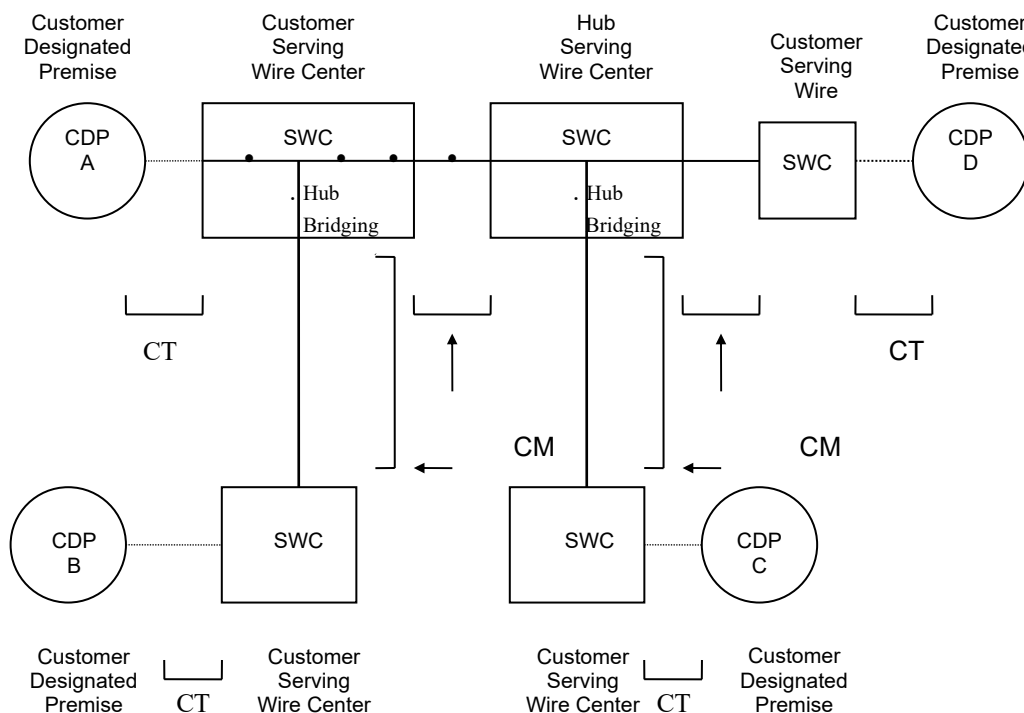 Customer
Designated
Premise
Customer
Serving
Wire Center
Hub
Serving
Wire Center
Customer
Serving
Wire
Custome
Designate
Premise
CDP
A
SWC
SWC
SWC
CDP
D
. Hub
Bridging
. Hub
Bridging
CT
CT
CM
CM
CDP
B
SWC
SWC
CDP
C
Customer
Designated
Premise
CT
Customer
Serving
Wire Center
Customer
Serving
Wire Center
CT
Customer
Designated
Premise